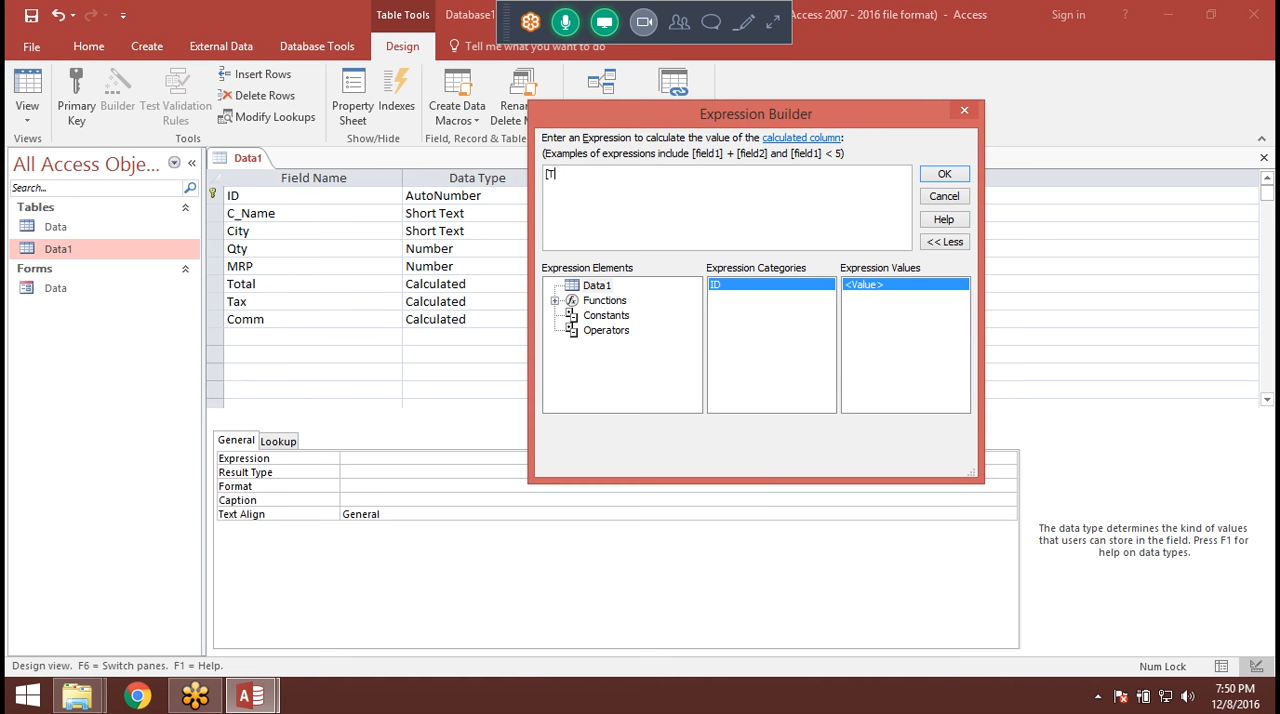 Table Tools
Database1
Access 2007 - 2016 file format) - Access
Sign in
?
File
Home
Create
External Data
Database Tools
Design
Tell me what you want to do
View
Primary Key
Builder
Test Validation Rules
Insert Rows
Delete Rows
Modify Lookup
Property Sheet
Indexes
Create Data Macros
Delete M
Views
Tools
Show/Hide
Field, Record & Table
All Access Obje...
«
Search...
Tables
Data
Data1
Forms
Data
Data1
Field Name
Data Type
ID
AutoNumber
C_Name
Short Text
City
Short Text
Qty
Number
MRP
Number
Total
Calculated
Tax
Calculated
Comm
Calculated
Expression Builder
Enter an Expression to calculate the value of the calculated column:
(Examples of expressions include [field1] + [field2] and [field1] < 5)
[T
OK
Cancel
Help
<< Less
Expression Elements
Expression Categories
Expression Values
Data1
Functions
Constants
Operators
ID
<Value>
General
Lookup
Expression
Result Type
Format
Caption
Text Align
General
The data type determines the kind of values
that users can store in the field. Press F1 for
help on data types.
Design view. F6 = Switch panes. F1 = Help.
Num Lock
7:50 PM
12/8/2016